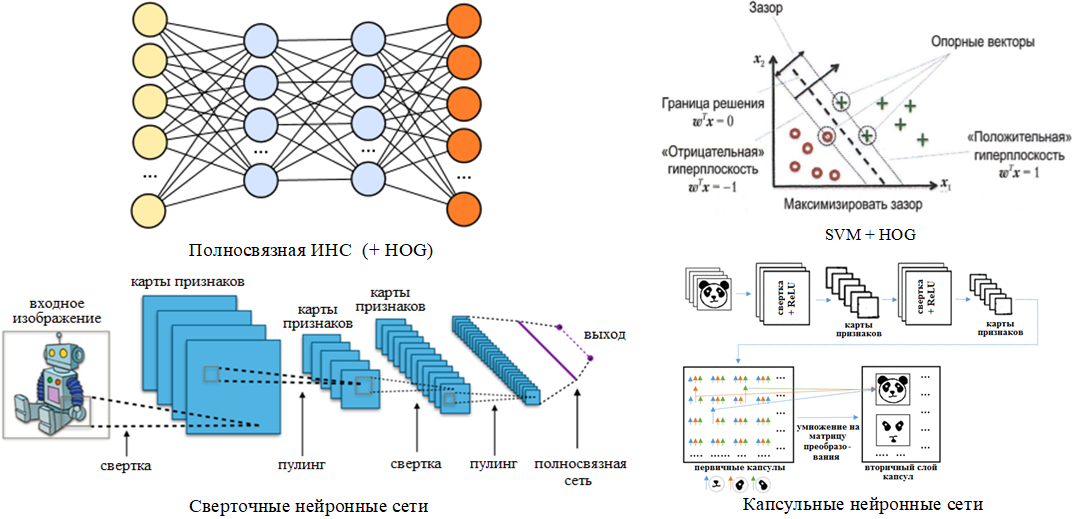 ...
...
...
...
Полносвязная ИНС (+ HOG)
Зазор
x₂
Опорные векторы
Граница решения
wᵀx = 0
«Отрицательная»
гиперплоскость
wᵀx = −1
«Положительная»
гиперплоскость
wᵀx = 1
x₁
Максимизировать зазор
SVM + HOG
входное
изображение
карты признаков
карты
признаков
карты
признаков
выход
свертка
пулинг
свертка
пулинг
полносвязная
сеть
Сверточные нейронные сети
свертка
+ ReLU
карты
признаков
свертка
+ ReLU
карты
признаков
умножение на
матрицу
преобразо-
вания
первичные капсулы
вторичный слой
капсул
Капсульные нейронные сети